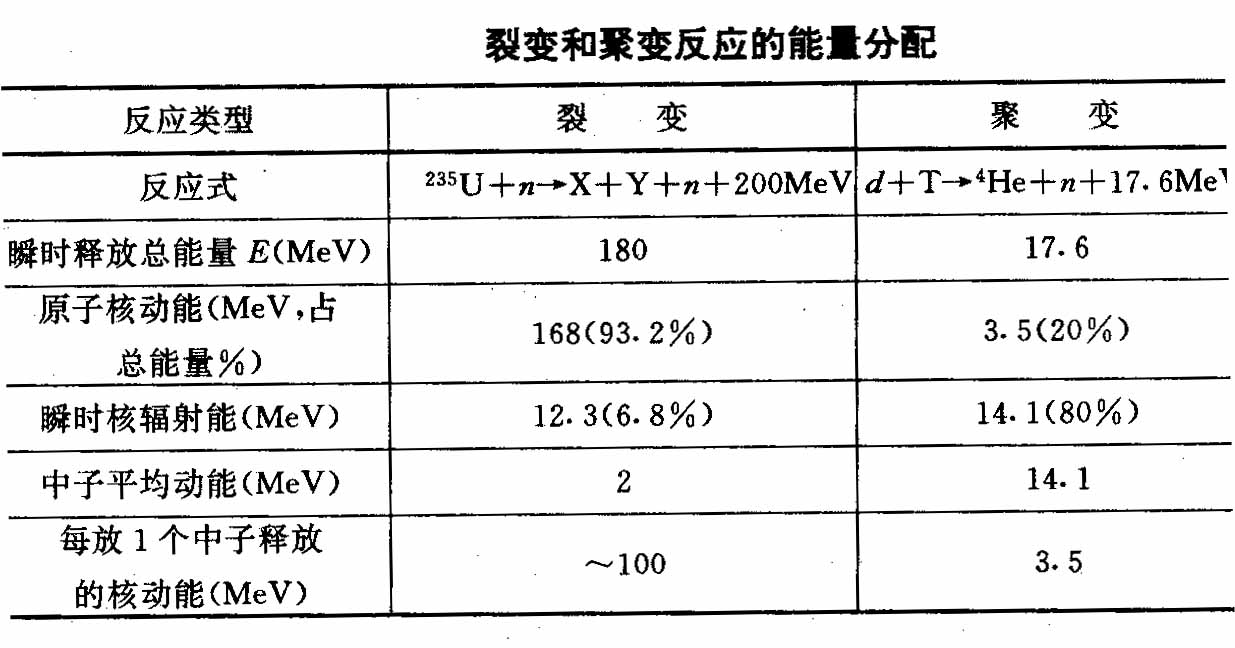 裂变和聚变反应的能量分配
反应类型 裂 变 聚 变
反应式 ²³⁵U+n→X+Y+n+200MeV d+T→⁴He+n+17.6Me
瞬时释放总能量 E(MeV) 180 17.6
原子核动能(MeV,占
总能量%) 168(93.2%) 3.5(20%)
瞬时核辐射能(MeV) 12.3(6.8%) 14.1(80%)
中子平均动能(MeV) 2 14.1
每放1个中子释放
的核动能(MeV) ~100 3.5